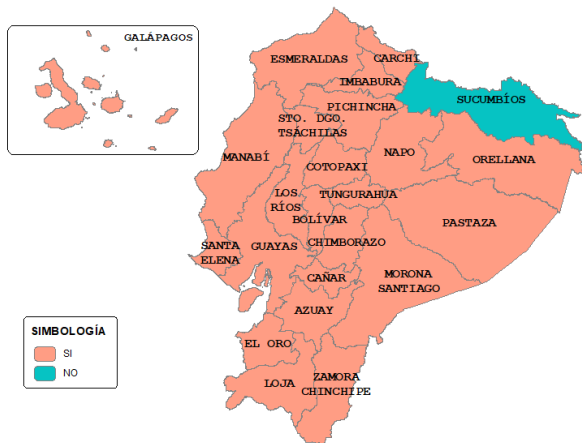 GALÁPAGOS
ESMERALDAS
CARCHI
IMBABURA
SUCUMBÍOS
PICHINCHA
STO. DGO.
TSÁCHILAS
MANABÍ
NAPO
ORELLANA
COTOPAXI
LOS
RÍOS
TUNGURAHUA
BOLÍVAR
PASTAZA
SANTA
ELENA
GUAYAS
CHIMBORAZO
CAÑAR
MORONA
SANTIAGO
AZUAY
SIMBOLOGÍA
SI
NO
EL ORO
LOJA
ZAMORA
CHINCHIPE